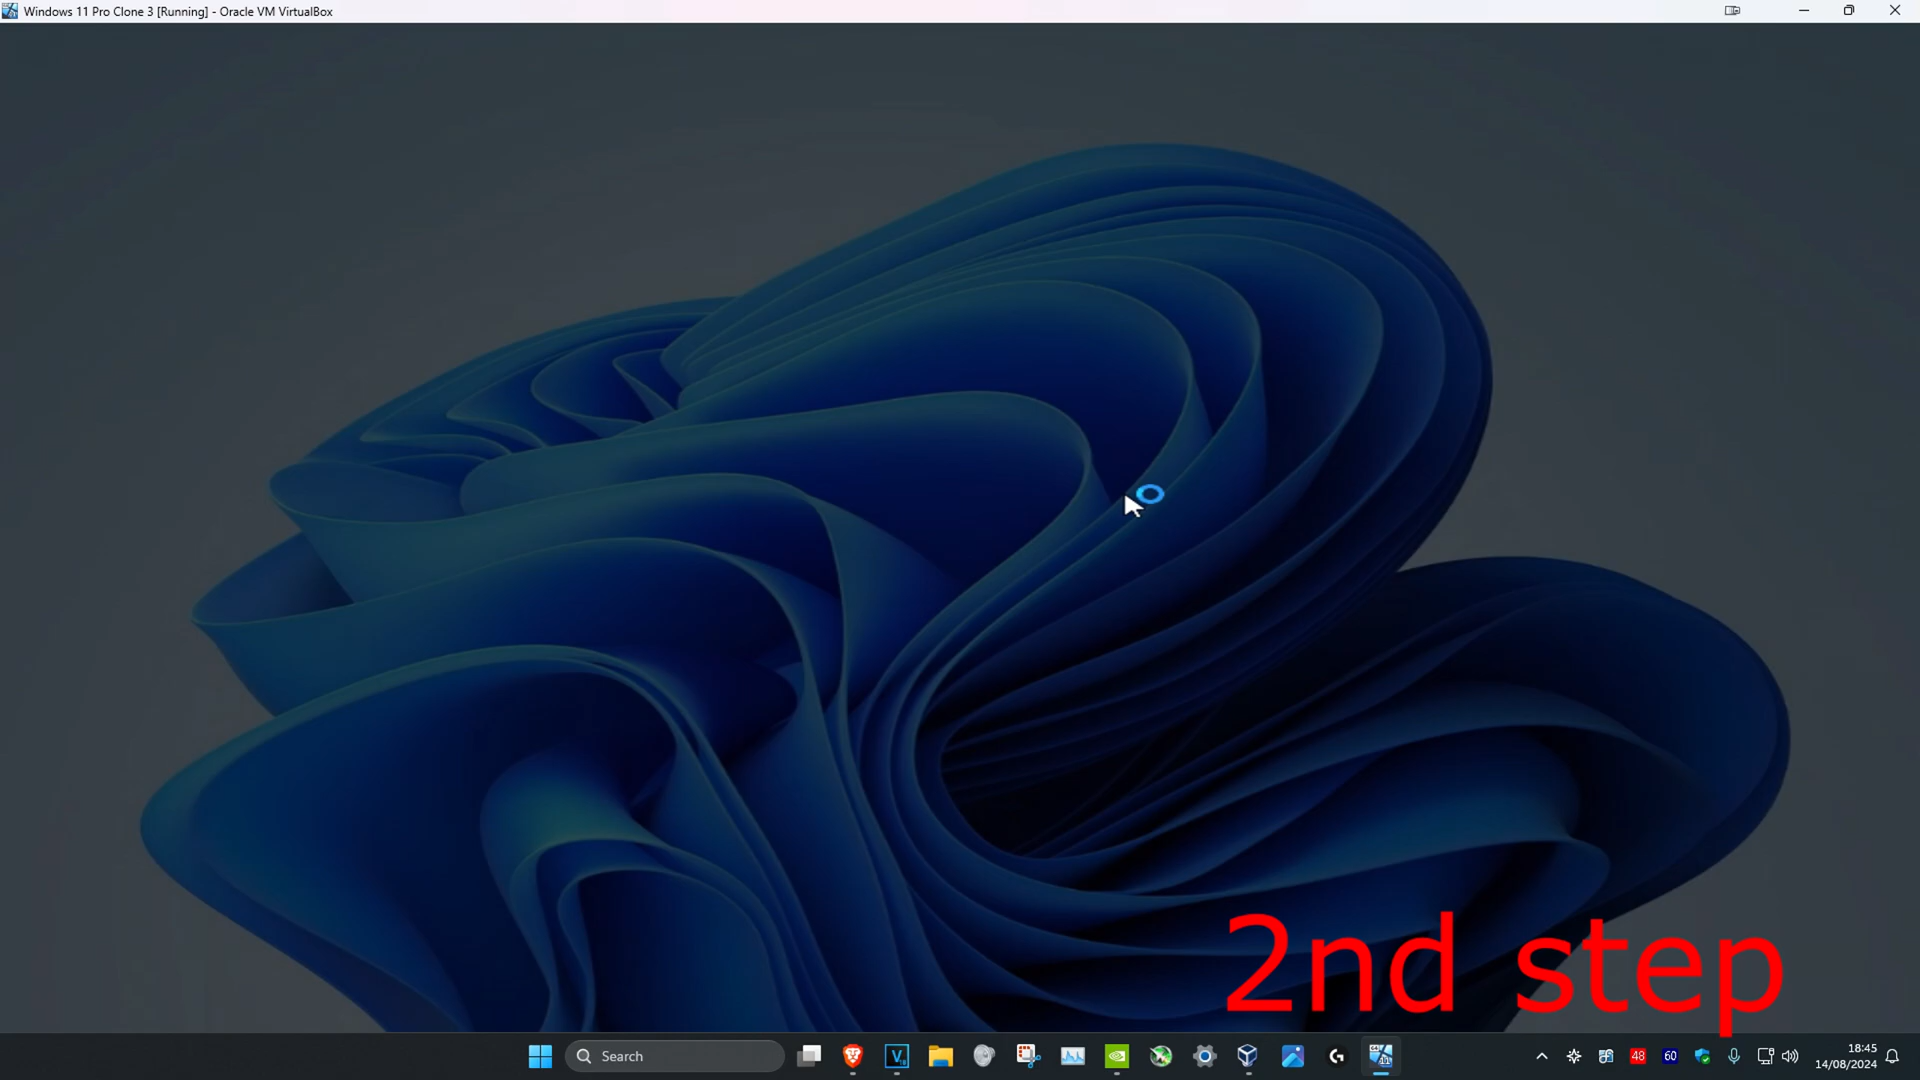 Windows 11 Pro Clone 3 [Running] - Oracle VM VirtualBox
2nd step
Search
48
60
18:45
14/08/2024